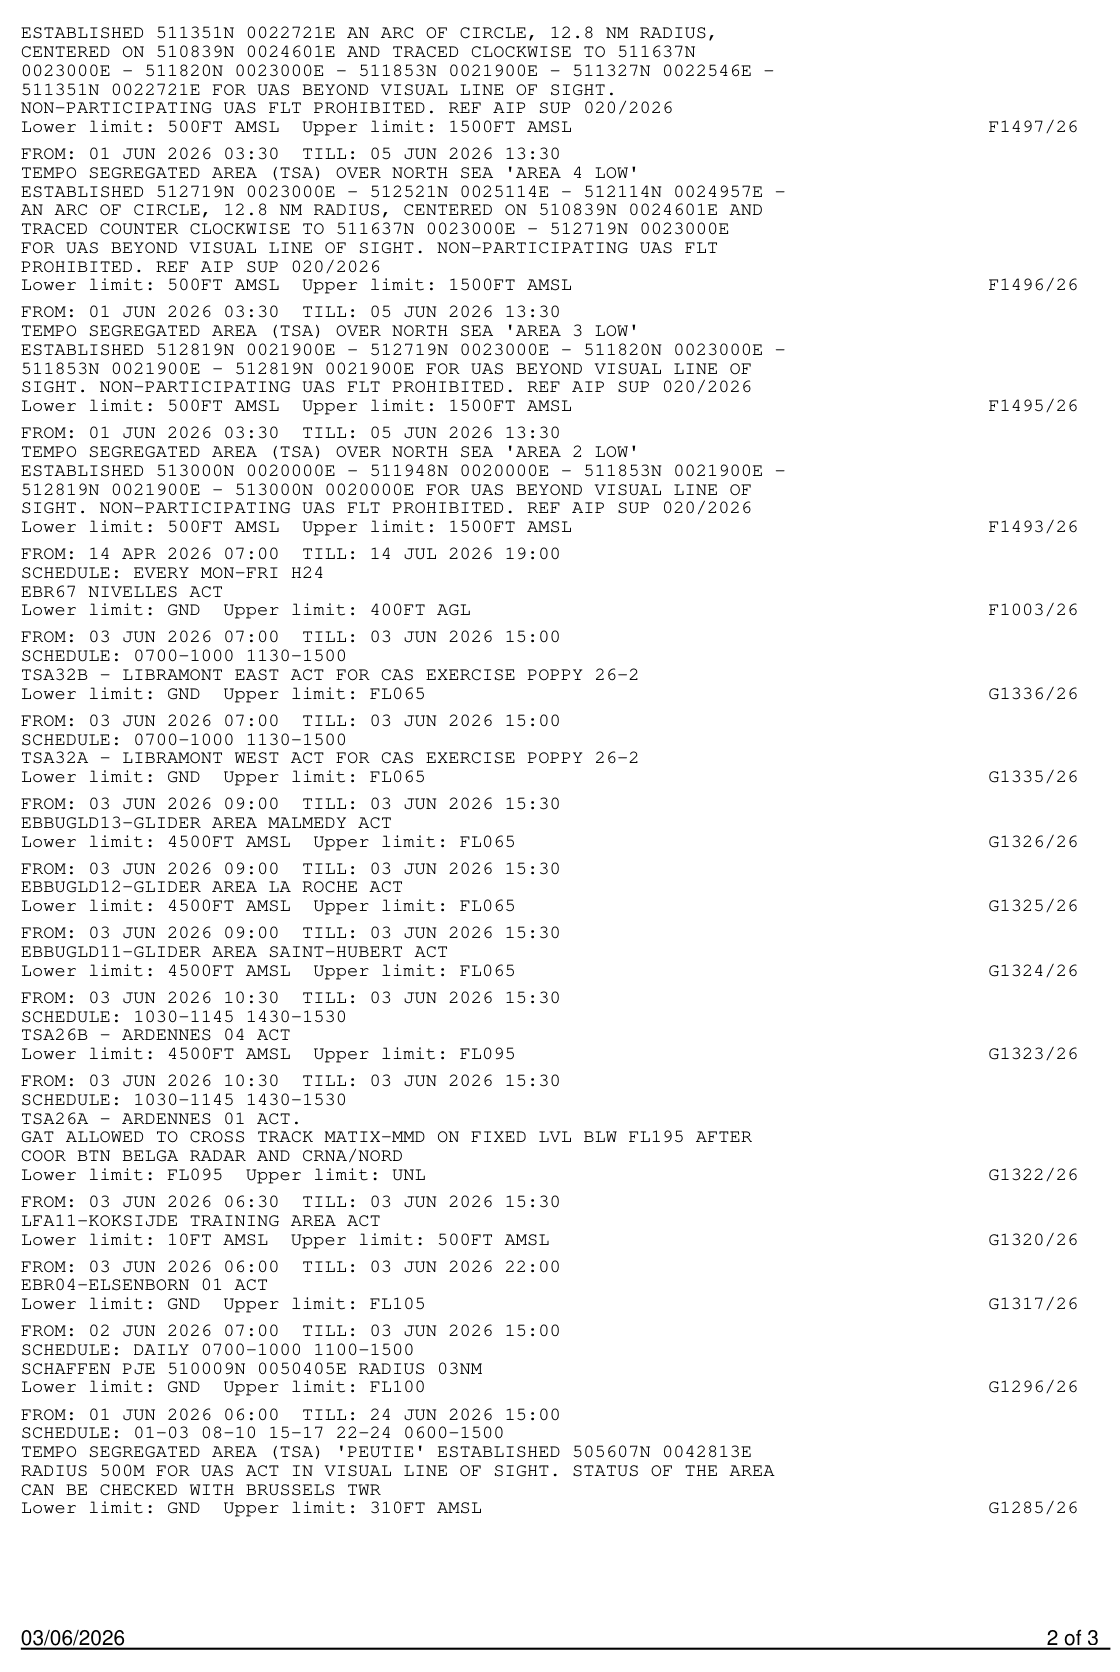 ESTABLISHED 511351N 0022721E AN ARC OF CIRCLE, 12.8 NM RADIUS,
CENTERED ON 510839N 0024601E AND TRACED CLOCKWISE TO 511637N
0023000E - 511820N 0023000E - 511853N 0021900E - 511327N 0022546E -
511351N 0022721E FOR UAS BEYOND VISUAL LINE OF SIGHT.
NON-PARTICIPATING UAS FLT PROHIBITED. REF AIP SUP 020/2026
Lower limit: 500FT AMSL  Upper limit: 1500FT AMSL F1497/26
FROM: 01 JUN 2026 03:30  TILL: 05 JUN 2026 13:30
TEMPO SEGREGATED AREA (TSA) OVER NORTH SEA 'AREA 4 LOW'
ESTABLISHED 512719N 0023000E - 512521N 0025114E - 512114N 0024957E -
AN ARC OF CIRCLE, 12.8 NM RADIUS, CENTERED ON 510839N 0024601E AND
TRACED COUNTER CLOCKWISE TO 511637N 0023000E - 512719N 0023000E
FOR UAS BEYOND VISUAL LINE OF SIGHT. NON-PARTICIPATING UAS FLT
PROHIBITED. REF AIP SUP 020/2026
Lower limit: 500FT AMSL  Upper limit: 1500FT AMSL F1496/26
FROM: 01 JUN 2026 03:30  TILL: 05 JUN 2026 13:30
TEMPO SEGREGATED AREA (TSA) OVER NORTH SEA 'AREA 3 LOW'
ESTABLISHED 512819N 0021900E - 512719N 0023000E - 511820N 0023000E -
511853N 0021900E - 512819N 0021900E FOR UAS BEYOND VISUAL LINE OF
SIGHT. NON-PARTICIPATING UAS FLT PROHIBITED. REF AIP SUP 020/2026
Lower limit: 500FT AMSL  Upper limit: 1500FT AMSL F1495/26
FROM: 01 JUN 2026 03:30  TILL: 05 JUN 2026 13:30
TEMPO SEGREGATED AREA (TSA) OVER NORTH SEA 'AREA 2 LOW'
ESTABLISHED 513000N 0020000E - 511948N 0020000E - 511853N 0021900E -
512819N 0021900E - 513000N 0020000E FOR UAS BEYOND VISUAL LINE OF
SIGHT. NON-PARTICIPATING UAS FLT PROHIBITED. REF AIP SUP 020/2026
Lower limit: 500FT AMSL  Upper limit: 1500FT AMSL F1493/26
FROM: 14 APR 2026 07:00  TILL: 14 JUL 2026 19:00
SCHEDULE: EVERY MON-FRI H24
EBR67 NIVELLES ACT
Lower limit: GND  Upper limit: 400FT AGL F1003/26
FROM: 03 JUN 2026 07:00  TILL: 03 JUN 2026 15:00
SCHEDULE: 0700-1000 1130-1500
TSA32B - LIBRAMONT EAST ACT FOR CAS EXERCISE POPPY 26-2
Lower limit: GND  Upper limit: FL065 G1336/26
FROM: 03 JUN 2026 07:00  TILL: 03 JUN 2026 15:00
SCHEDULE: 0700-1000 1130-1500
TSA32A - LIBRAMONT WEST ACT FOR CAS EXERCISE POPPY 26-2
Lower limit: GND  Upper limit: FL065 G1335/26
FROM: 03 JUN 2026 09:00  TILL: 03 JUN 2026 15:30
EBBUGLD13-GLIDER AREA MALMEDY ACT
Lower limit: 4500FT AMSL  Upper limit: FL065 G1326/26
FROM: 03 JUN 2026 09:00  TILL: 03 JUN 2026 15:30
EBBUGLD12-GLIDER AREA LA ROCHE ACT
Lower limit: 4500FT AMSL  Upper limit: FL065 G1325/26
FROM: 03 JUN 2026 09:00  TILL: 03 JUN 2026 15:30
EBBUGLD11-GLIDER AREA SAINT-HUBERT ACT
Lower limit: 4500FT AMSL  Upper limit: FL065 G1324/26
FROM: 03 JUN 2026 10:30  TILL: 03 JUN 2026 15:30
SCHEDULE: 1030-1145 1430-1530
TSA26B - ARDENNES 04 ACT
Lower limit: 4500FT AMSL  Upper limit: FL095 G1323/26
FROM: 03 JUN 2026 10:30  TILL: 03 JUN 2026 15:30
SCHEDULE: 1030-1145 1430-1530
TSA26A - ARDENNES 01 ACT.
GAT ALLOWED TO CROSS TRACK MATIX-MMD ON FIXED LVL BLW FL195 AFTER
COOR BTN BELGA RADAR AND CRNA/NORD
Lower limit: FL095  Upper limit: UNL G1322/26
FROM: 03 JUN 2026 06:30  TILL: 03 JUN 2026 15:30
LFA11-KOKSIJDE TRAINING AREA ACT
Lower limit: 10FT AMSL  Upper limit: 500FT AMSL G1320/26
FROM: 03 JUN 2026 06:00  TILL: 03 JUN 2026 22:00
EBR04-ELSENBORN 01 ACT
Lower limit: GND  Upper limit: FL105 G1317/26
FROM: 02 JUN 2026 07:00  TILL: 03 JUN 2026 15:00
SCHEDULE: DAILY 0700-1000 1100-1500
SCHAFFEN PJE 510009N 0050405E RADIUS 03NM
Lower limit: GND  Upper limit: FL100 G1296/26
FROM: 01 JUN 2026 06:00  TILL: 24 JUN 2026 15:00
SCHEDULE: 01-03 08-10 15-17 22-24 0600-1500
TEMPO SEGREGATED AREA (TSA) 'PEUTIE' ESTABLISHED 505607N 0042813E
RADIUS 500M FOR UAS ACT IN VISUAL LINE OF SIGHT. STATUS OF THE AREA
CAN BE CHECKED WITH BRUSSELS TWR
Lower limit: GND  Upper limit: 310FT AMSL G1285/26
03/06/2026 2 of 3